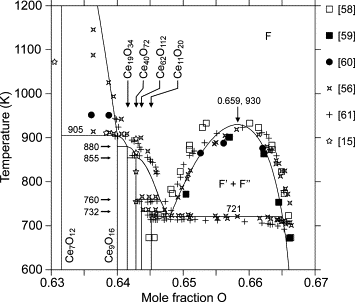 1200
1100
1000
900
800
700
600
Temperature (K)
0.63
0.64
0.65
0.66
0.67
Mole fraction O
Ce₁₉O₃₄
Ce₄₀O₇₂
Ce₆₂O₁₁₂
Ce₁₁O₂₀
F
0.659, 930
905
880
855
760
732
721
F' + F''
Ce₇O₁₂
Ce₉O₁₆
[58]
[59]
[60]
[56]
[61]
[15]